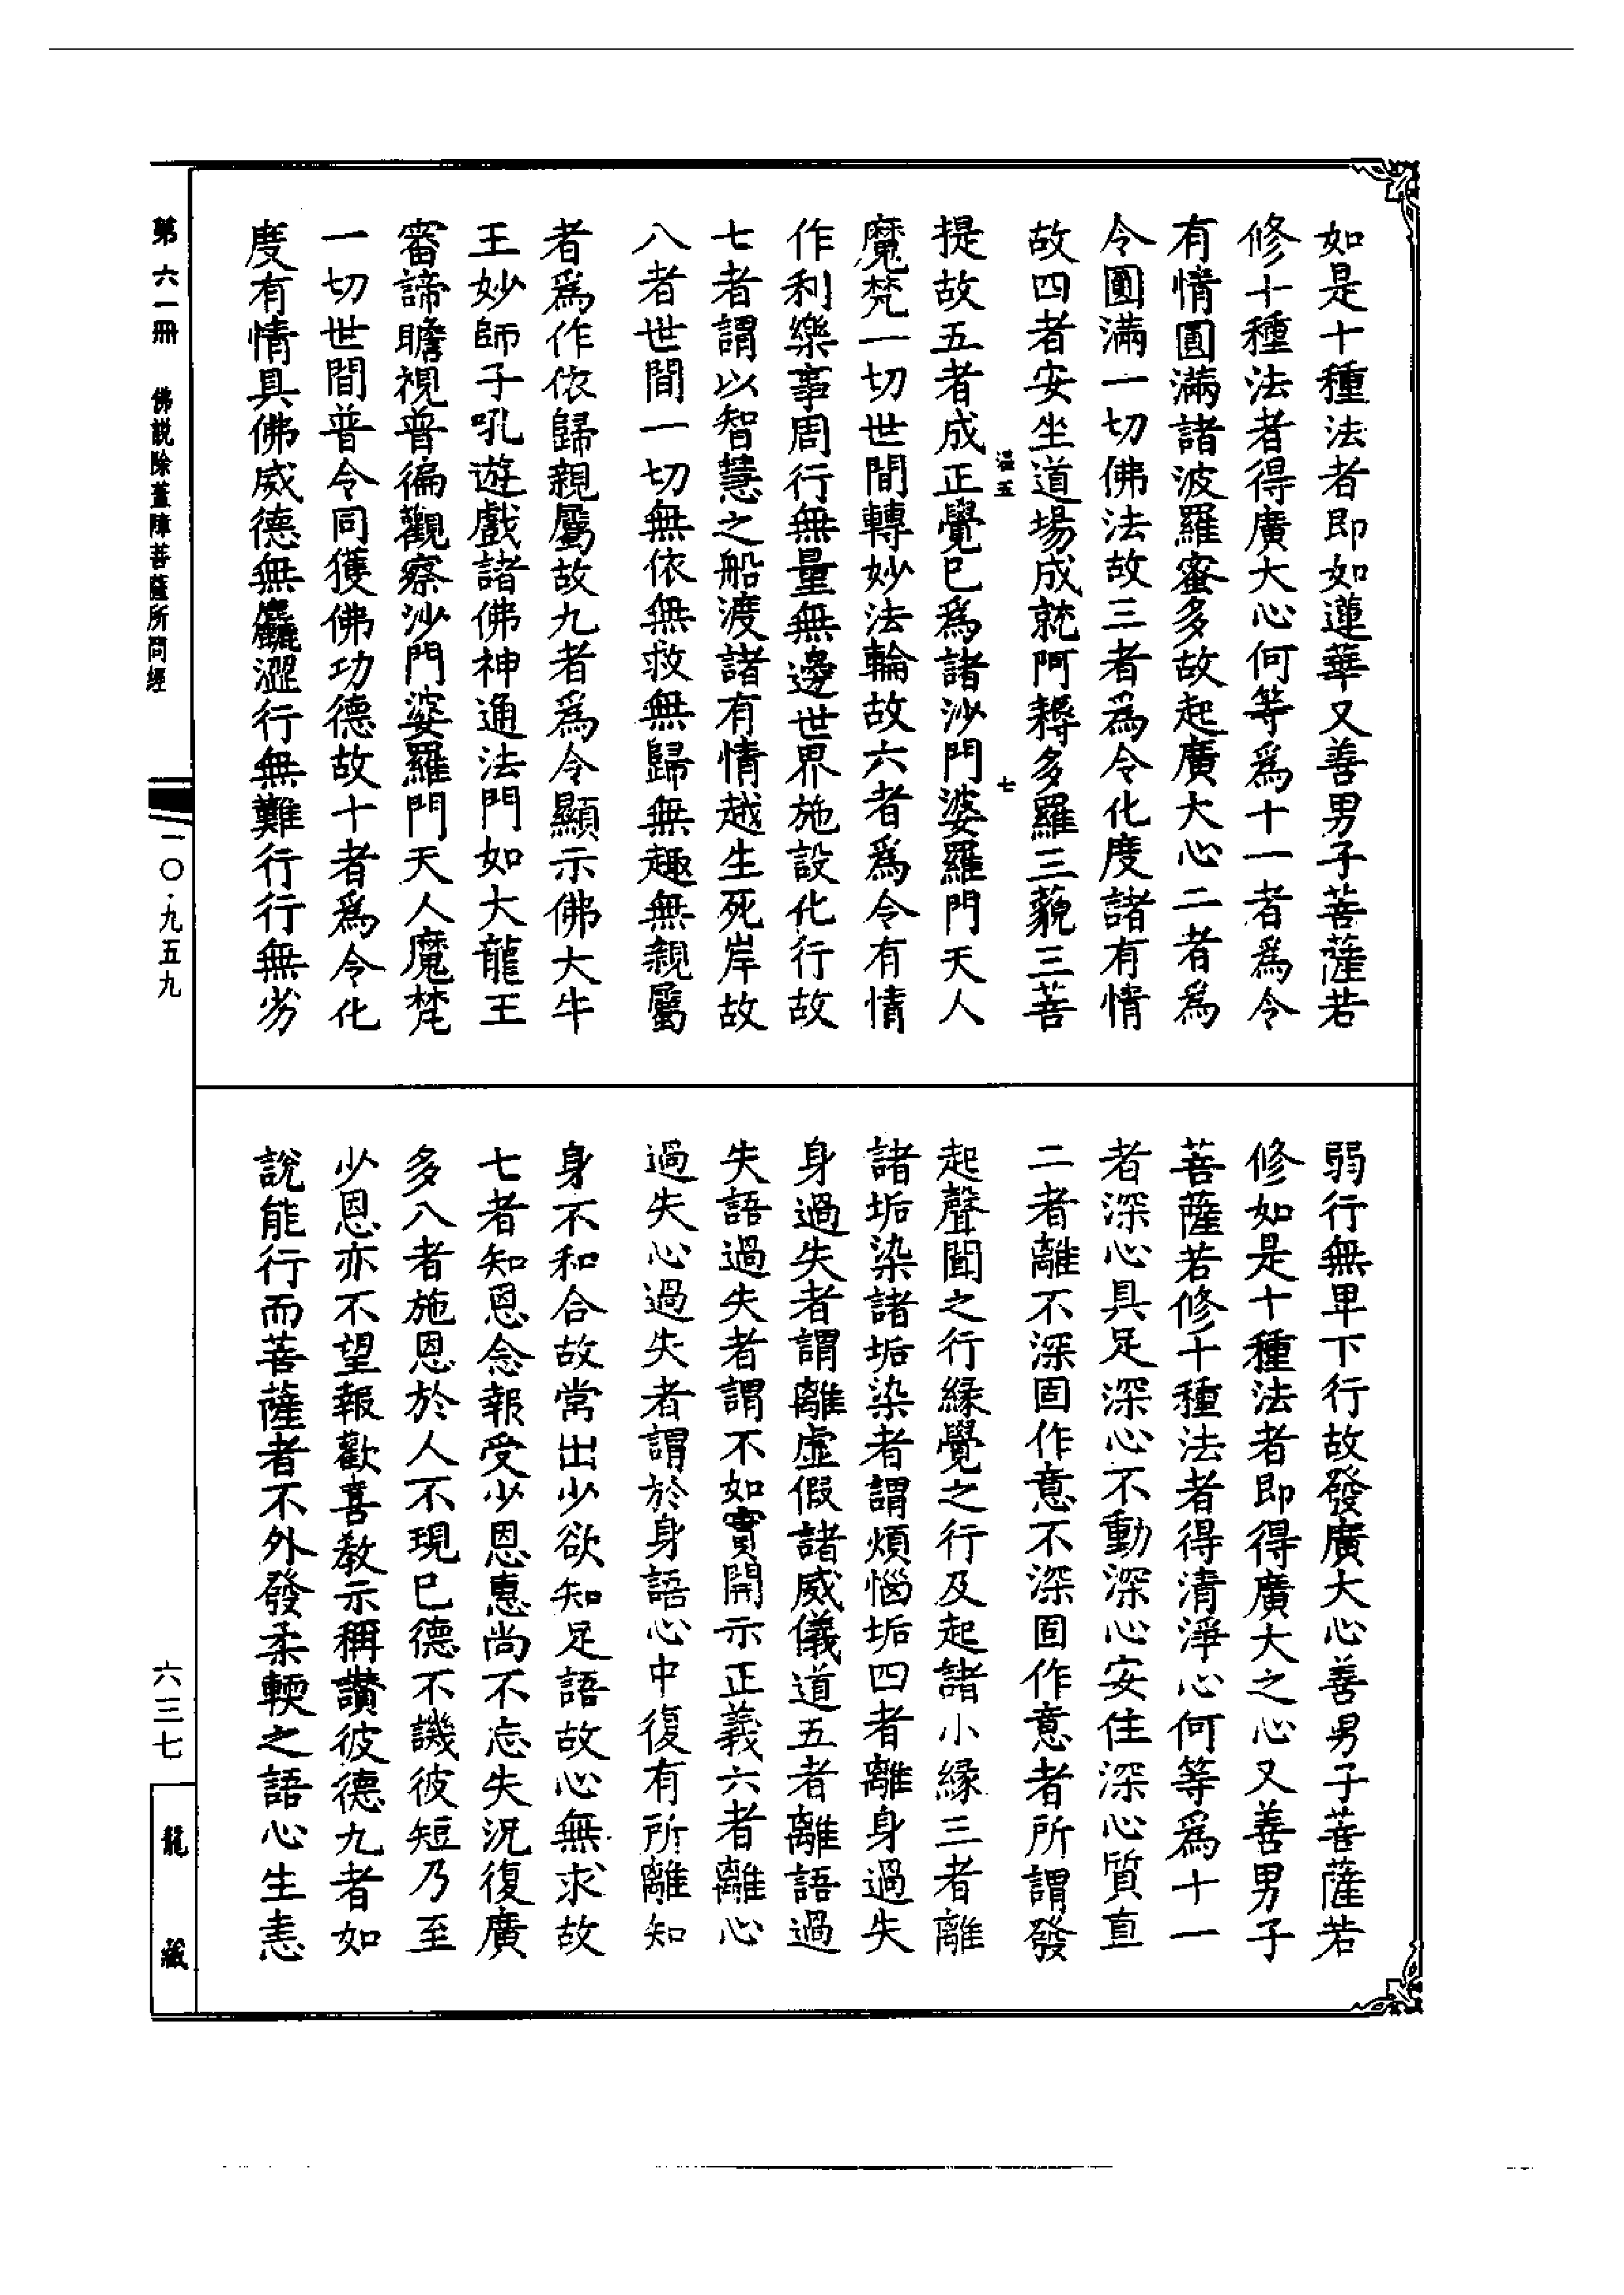 如是十種法者即如蓮華又善男子菩薩若
修十種法者得廣大心何等爲十一者爲令
有情圓滿諸波羅蜜多故起廣大心二者爲
令圓滿一切佛法故三者爲令化度諸有情
故四者安坐道場成就阿耨多羅三藐三菩
提故五者成正覺已爲諸沙門婆羅門天人
魔梵一切世間轉妙法輪故六者爲令有情
作利樂事周行無量無邊世界施設化行故
七者謂以智慧之船渡諸有情越生死岸故
八者世間一切無依無救無歸無趣無親屬
者爲作依歸親屬故九者爲令顯示佛大牛
王妙師子吼遊戲諸佛神通法門如大龍王
審諦瞻視普徧觀察沙門婆羅門天人魔梵
一切世間普令同獲佛功德故十者爲令化
度有情具佛威德無麤澀行無難行行無劣
溫五 七
弱行無卑下行故發廣大心善男子菩薩若
修如是十種法者即得廣大之心又善男子
菩薩若修十種法者得清淨心何等爲十一
者深心具足深心不動深心安住深心質直
二者離不深固作意不深固作意者所謂發
起聲聞之行緣覺之行及起諸小緣三者離
諸垢染諸垢染者謂煩惱垢四者離身過失
身過失者謂離虛假諸威儀道五者離語過
失語過失者謂不如實開示正義六者離心
過失心過失者謂於身語心中復有所離知
身不和合故常出少欲知足語故心無求故
七者知恩念報受少恩惠尚不忘失況復廣
多八者施恩於人不現已德不譏彼短乃至
少恩亦不望報歡喜教示稱讚彼德九者如
說能行而菩薩者不外發柔輭之語心生恚
第六一冊 佛説除蓋障菩薩所問經
一〇·九五九
六三七
龍藏